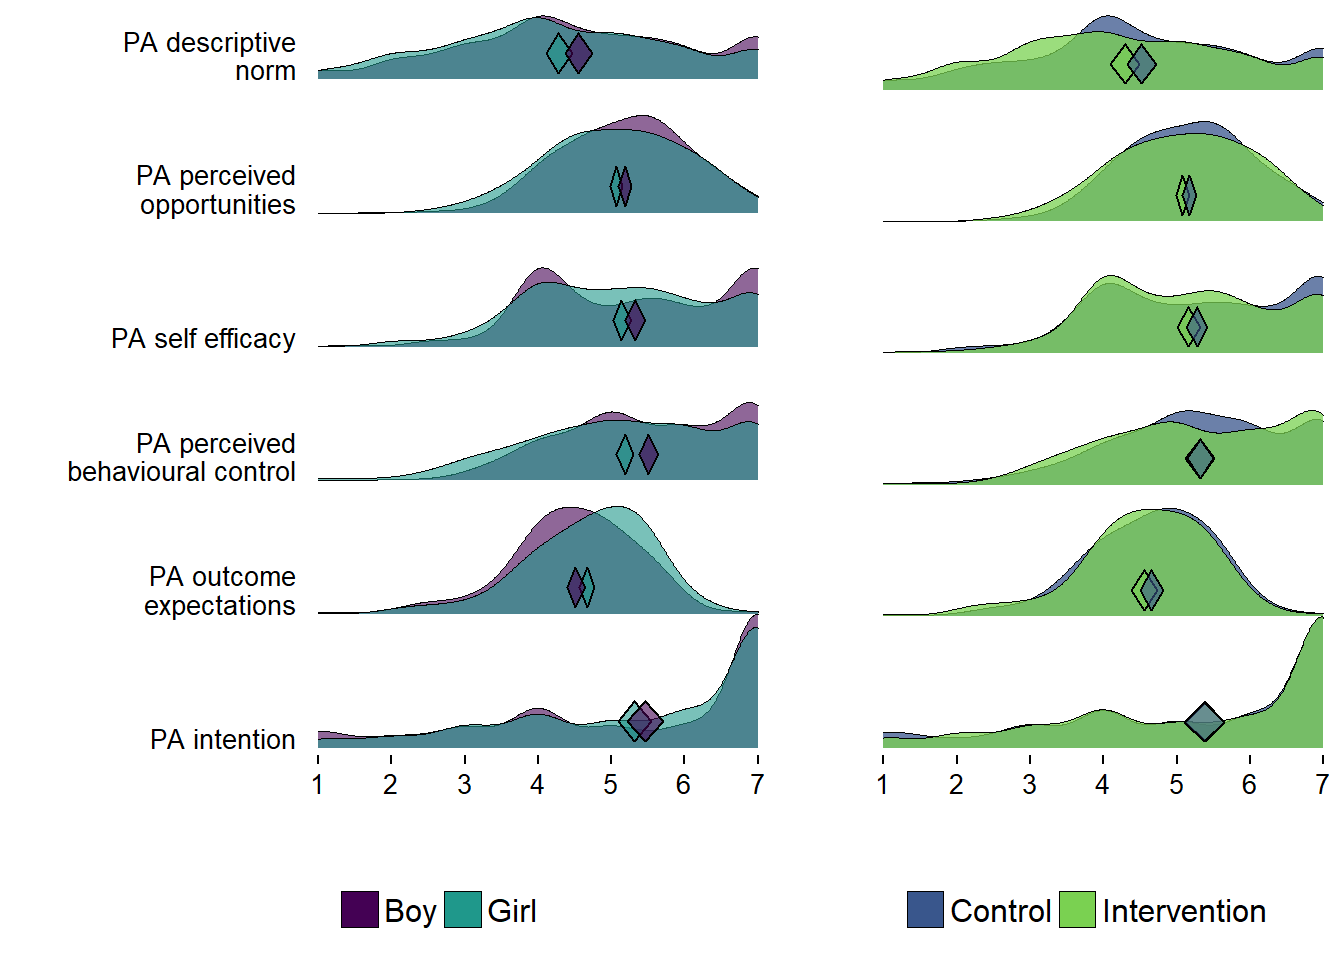 PA descriptive
norm
PA perceived
opportunities
PA self efficacy
PA perceived
behavioural control
PA outcome
expectations
PA intention
1 2 3 4 5 6 7
1 2 3 4 5 6 7
Boy Girl
Control Intervention